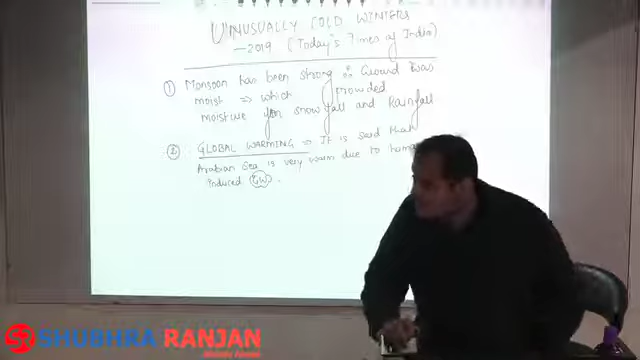 UNUSUALLY COLD WINTERS
— 2019 (Today's Times of India)
① Monsoon has been strong ∴ Ground was
moist ⇒ which provided
moisture for snowfall and Rainfall
② GLOBAL WARMING ⇒ It is said that
Arabian Sea is very warm due to human
induced GW.
SR SHUBHRA RANJAN